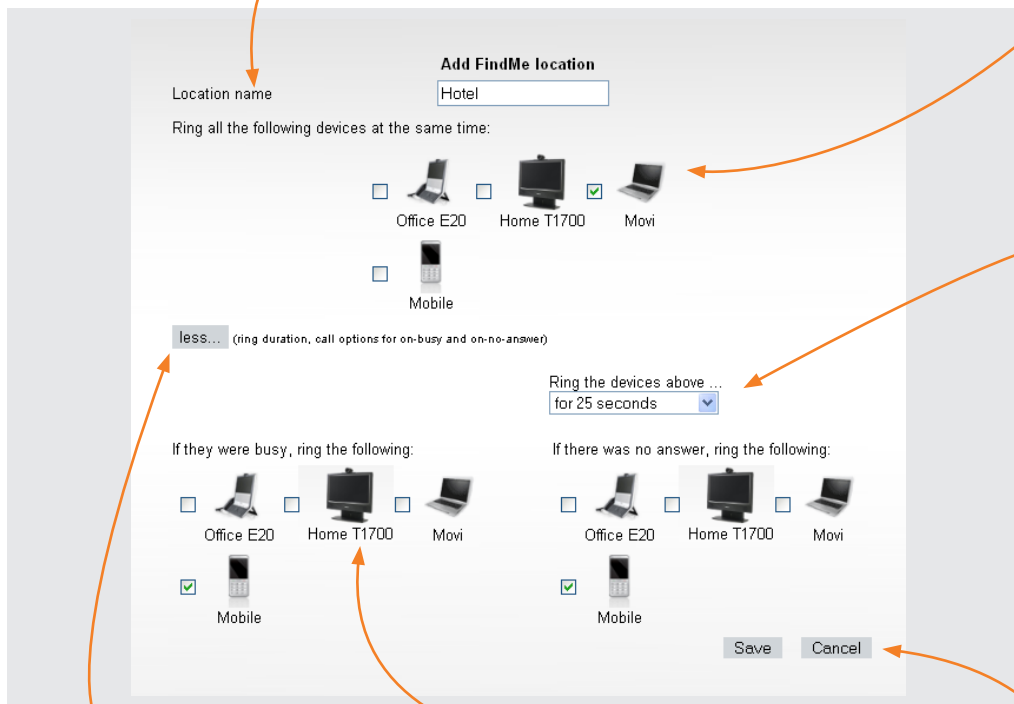 Add FindMe location
Location name
Hotel
Ring all the following devices at the same time:
Office E20 Home T1700 Movi
Mobile
less... (ring duration, call options for on-busy and on-no-answer)
Ring the devices above ...
for 25 seconds
If they were busy, ring the following:
Office E20 Home T1700 Movi
Mobile
If there was no answer, ring the following:
Office E20 Home T1700 Movi
Mobile
Save Cancel